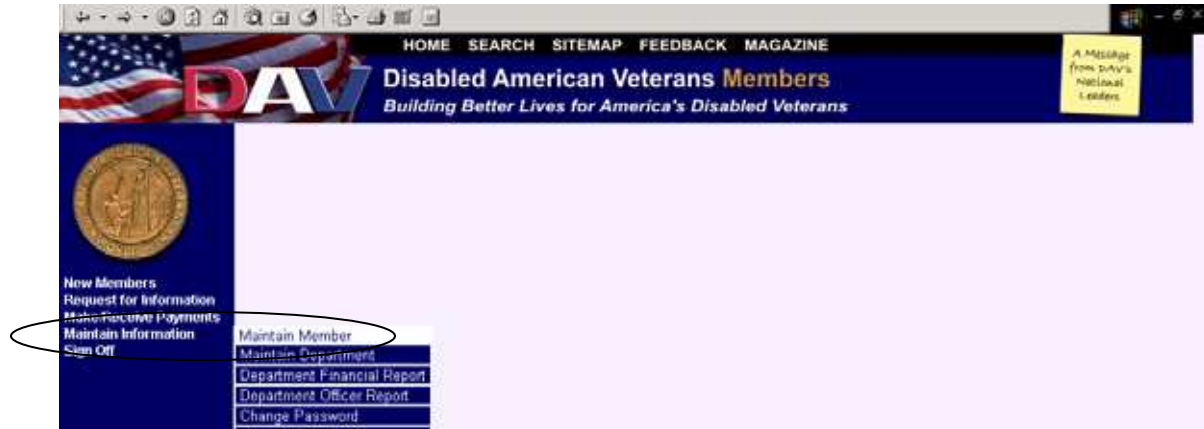 HOME SEARCH SITEMAP FEEDBACK MAGAZINE
DAV
Disabled American Veterans Members
Building Better Lives for America's Disabled Veterans
A Message
from DAV's
National
Leaders
New Members
Request for Information
Make/Receive Payments
Maintain Information
Sign Off
Maintain Member
Maintain Department
Department Financial Report
Department Officer Report
Change Password